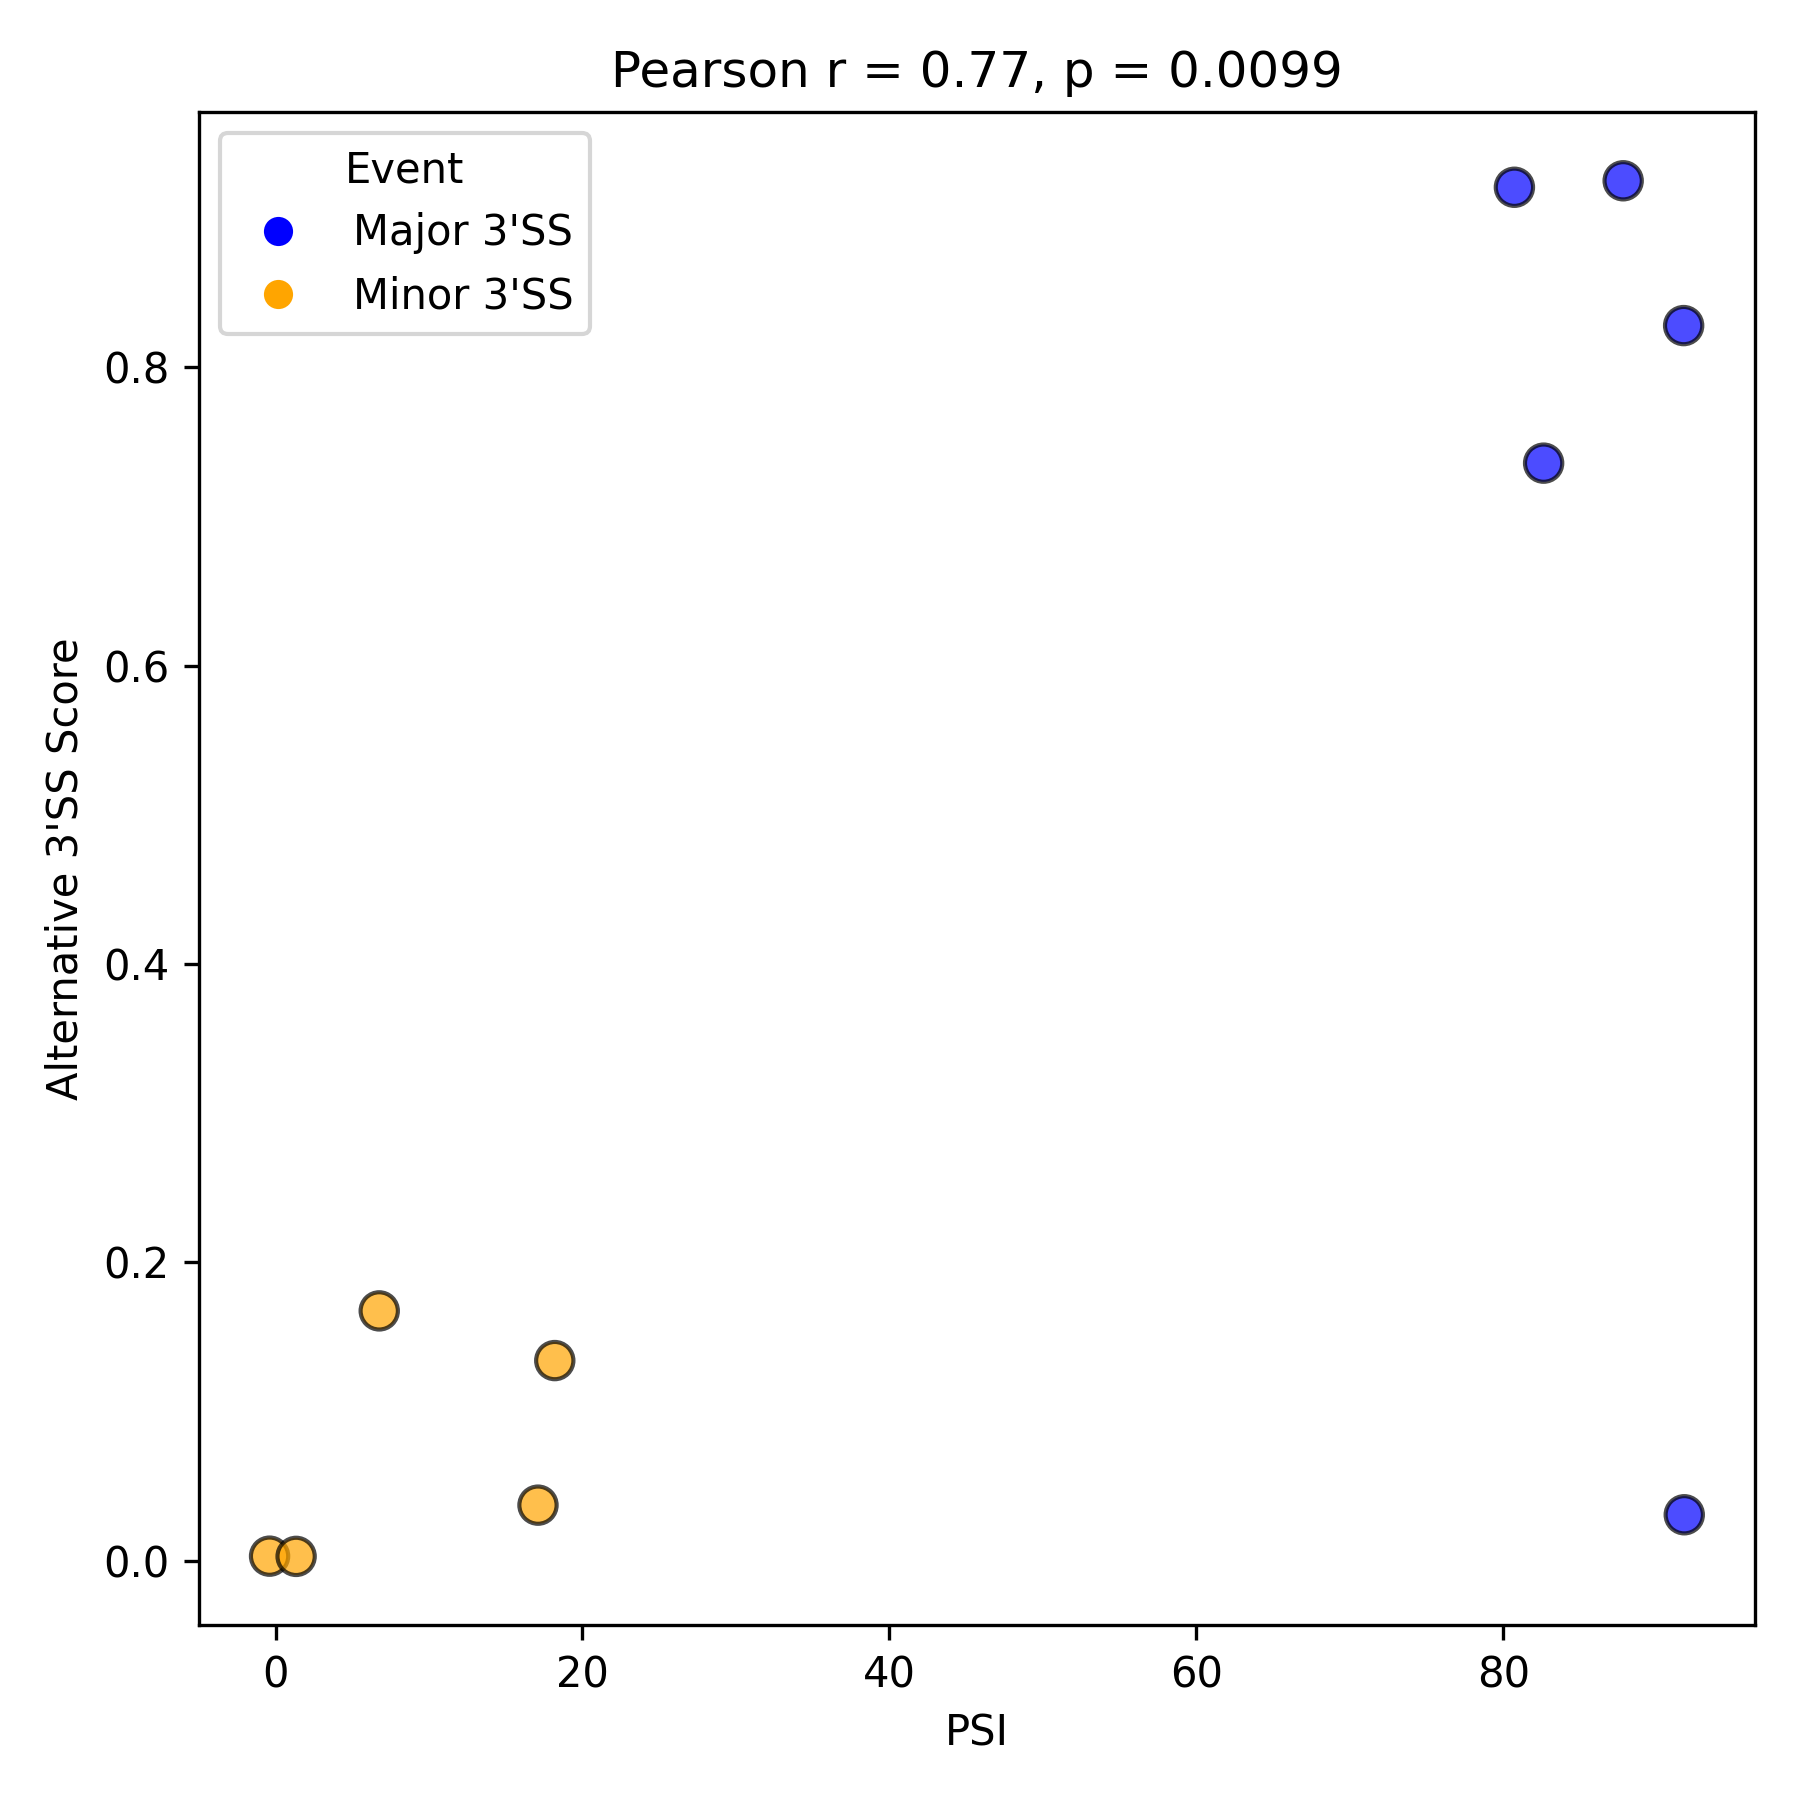 Pearson r = 0.77, p = 0.0099
Event
Major 3'SS
Minor 3'SS
Alternative 3'SS Score
0.8
0.6
0.4
0.2
0.0
0 20 40 60 80
PSI